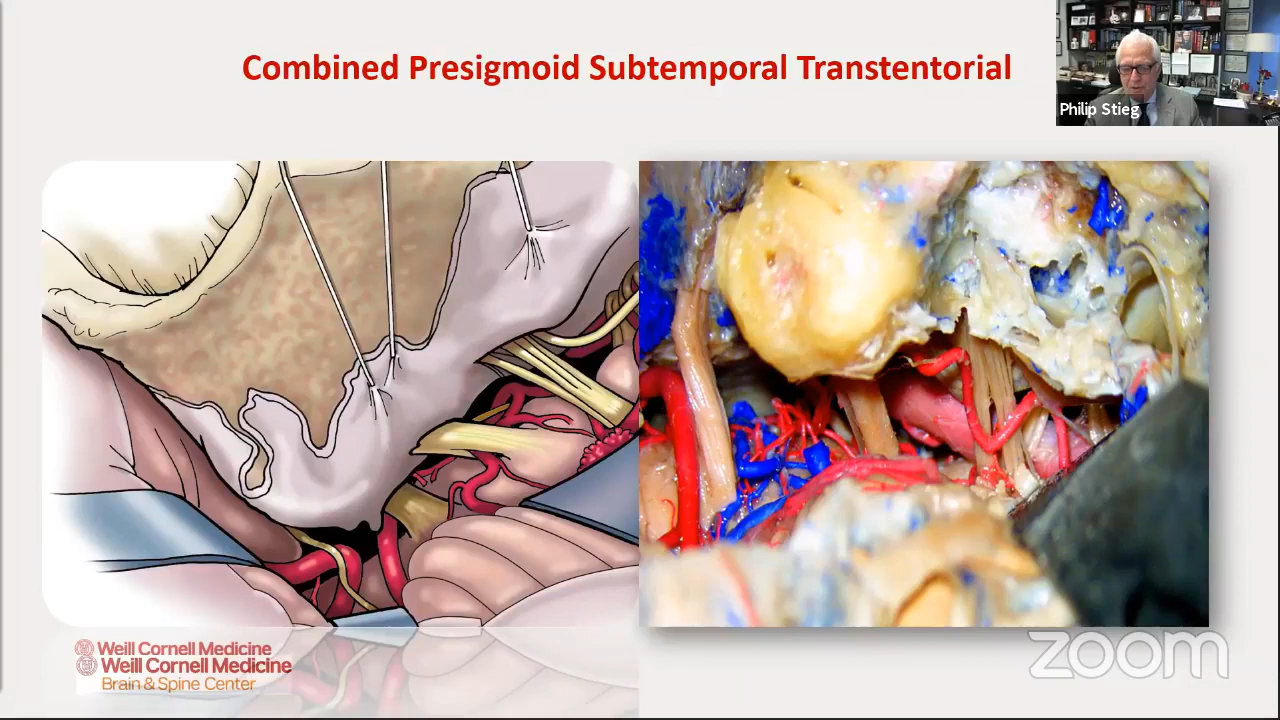 Combined Presigmoid Subtemporal Transtentorial
Philip Stieg
Weill Cornell Medicine
Weill Cornell Medicine
Brain & Spine Center
zoom